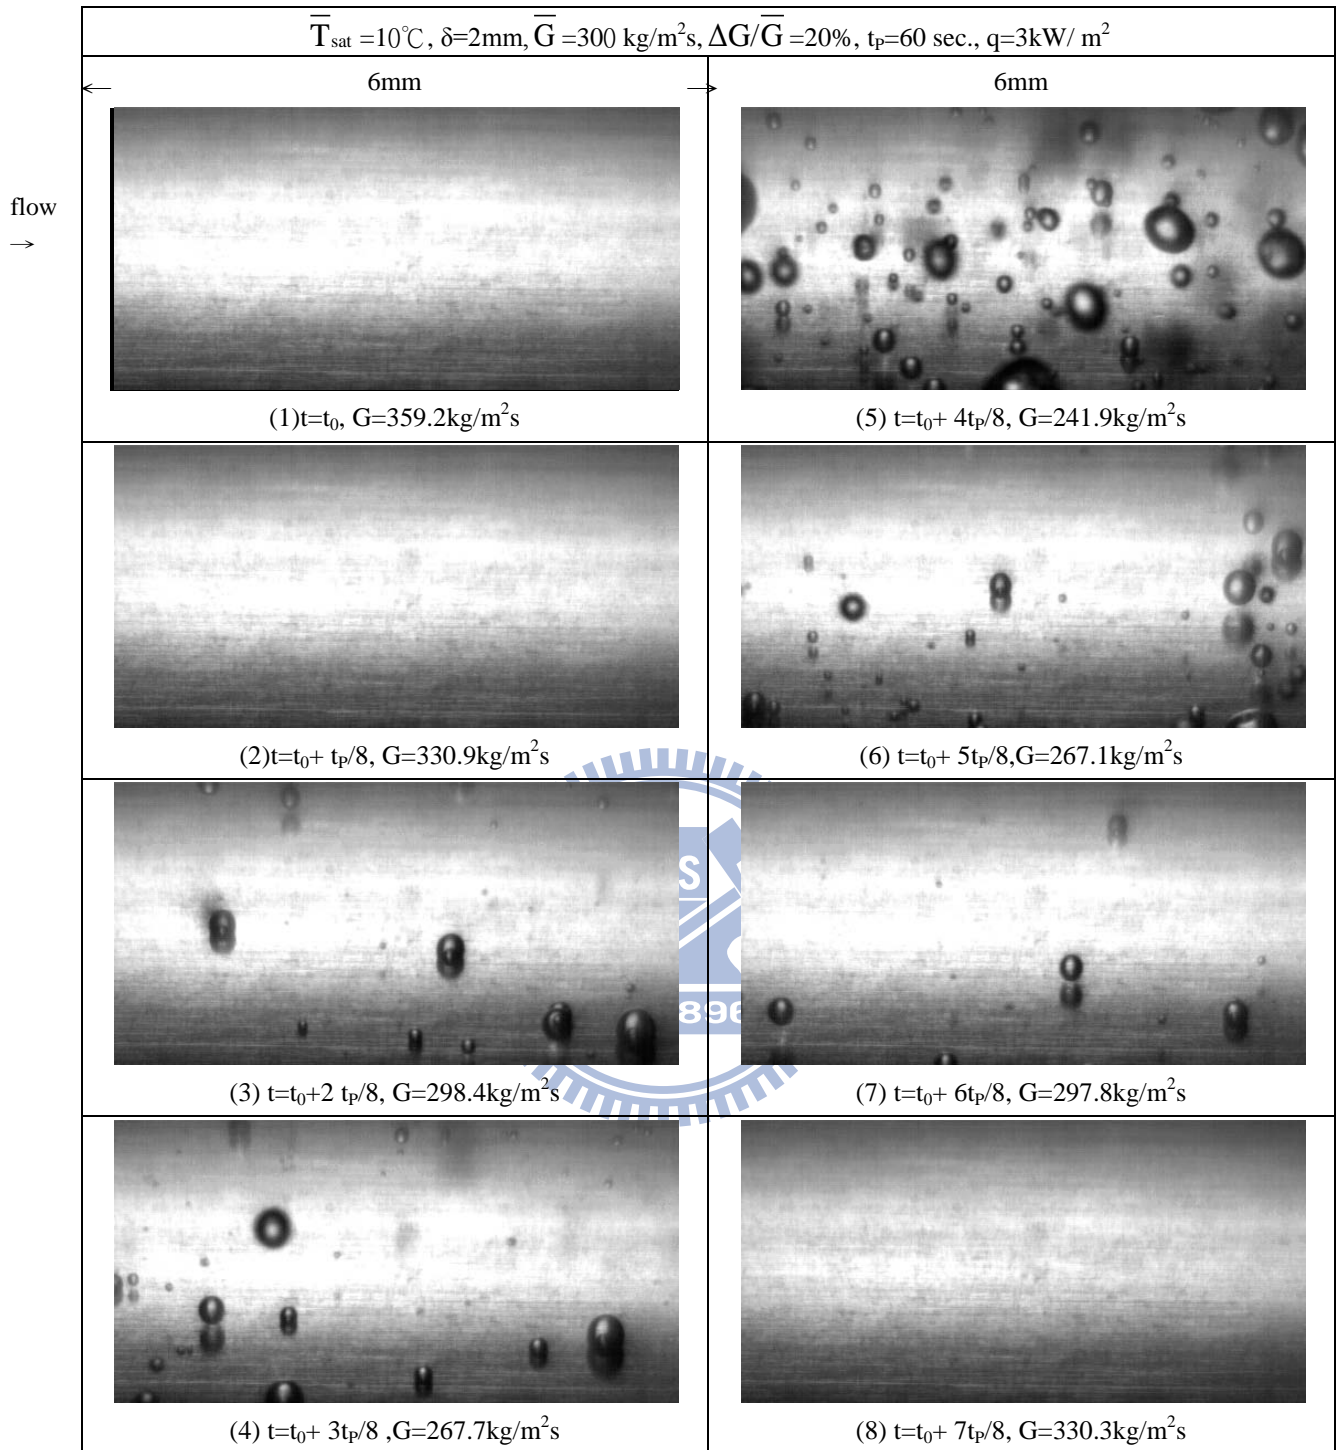 T̅sat =10℃, δ=2mm, G̅ =300 kg/m²s, ΔG/G̅ =20%, tP=60 sec., q=3kW/ m²
6mm
6mm
flow
→
(1)t=t0, G=359.2kg/m²s
(5) t=t0+ 4tP/8, G=241.9kg/m²s
(2)t=t0+ tP/8, G=330.9kg/m²s
(6) t=t0+ 5tP/8,G=267.1kg/m²s
S
896
(3) t=t0+2 tP/8, G=298.4kg/m²s
(7) t=t0+ 6tP/8, G=297.8kg/m²s
(4) t=t0+ 3tP/8 ,G=267.7kg/m²s
(8) t=t0+ 7tP/8, G=330.3kg/m²s